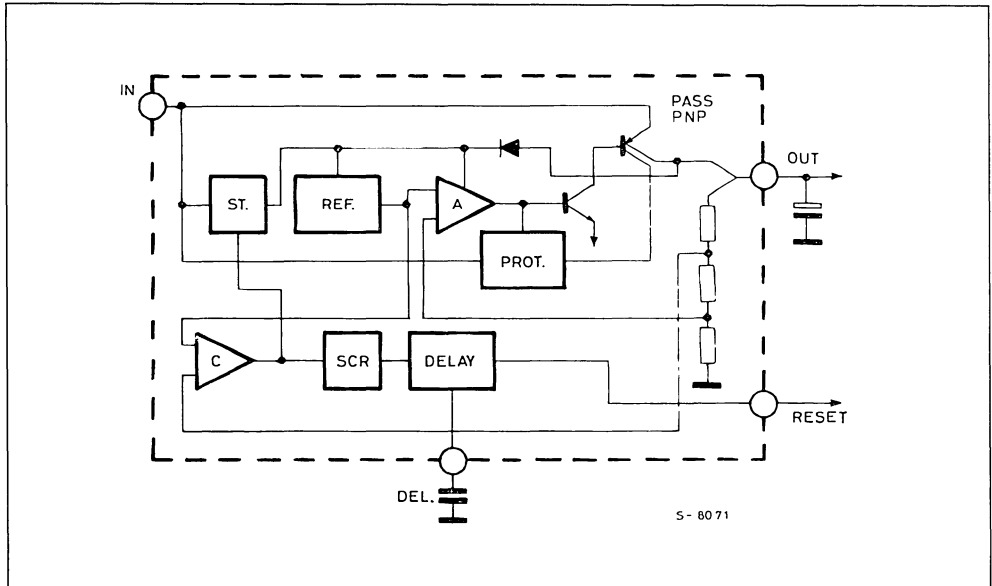 IN
PASS
PNP
OUT
ST.
REF.
A
PROT.
C
SCR
DELAY
RESET
DEL.
S-8071